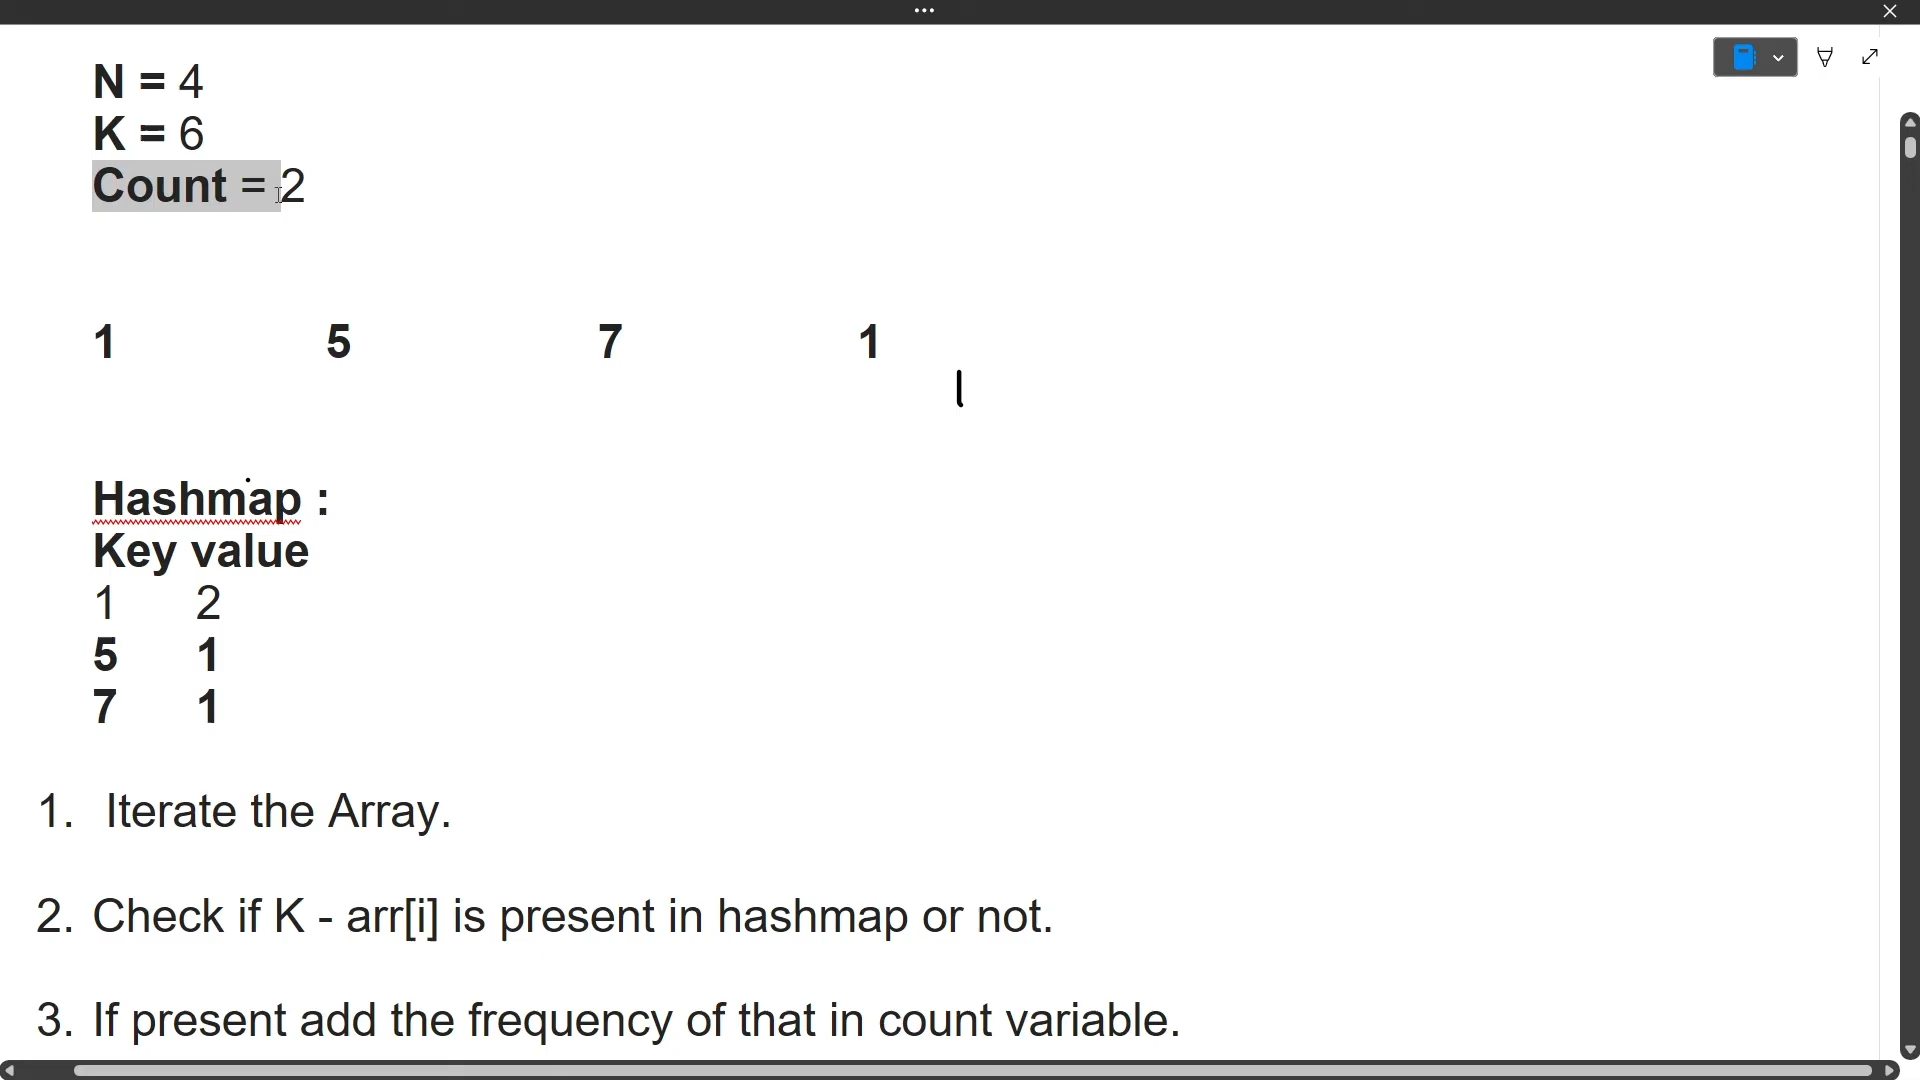 N = 4
K = 6
Count = 2
1 5 7 1
Hashmap :
Key value
1 2
5 1
7 1
1. Iterate the Array.
2. Check if K - arr[i] is present in hashmap or not.
3. If present add the frequency of that in count variable.